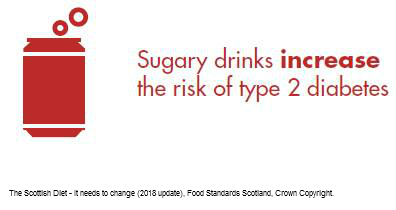 Sugary drinks increase
the risk of type 2 diabetes
The Scottish Diet - it needs to change (2018 update), Food Standards Scotland, Crown Copyright.